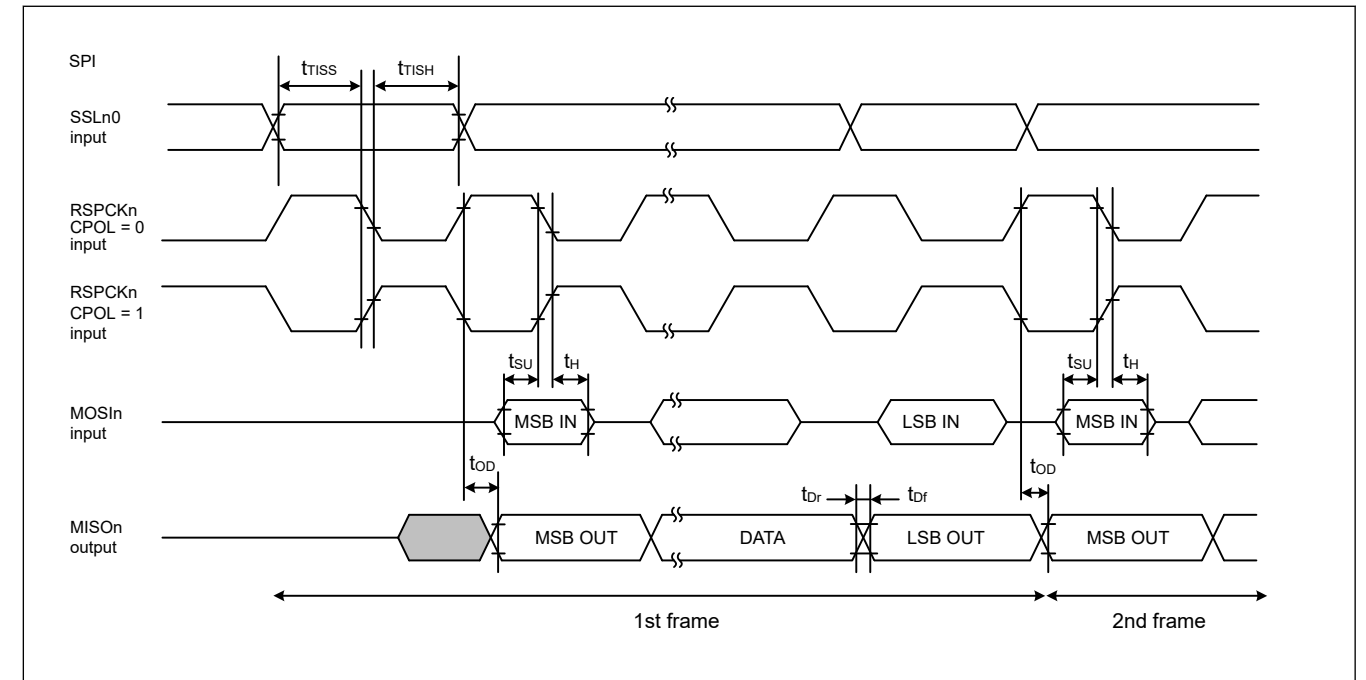 SPI
tTISS
tTISH
SSLn0
input
RSPCKn
CPOL = 0
input
RSPCKn
CPOL = 1
input
tSU
tH
tSU
tH
MOSIn
input
MSB IN
LSB IN
MSB IN
tOD
tOD
tDr
tDf
MISOn
output
MSB OUT
DATA
LSB OUT
MSB OUT
1st frame
2nd frame